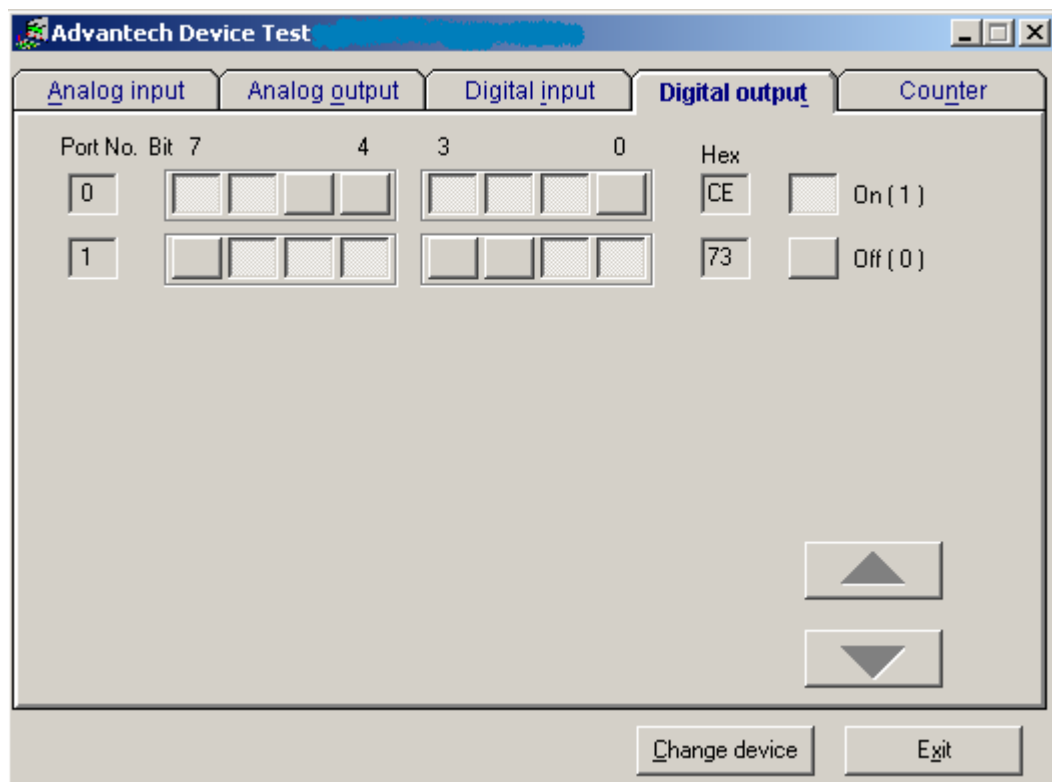 Advantech Device Test
Analog input Analog output Digital input Digital output Counter
Port No. Bit 7 4 3 0 Hex
0 CE On ( 1 )
1 73 Off ( 0 )
Change device Exit